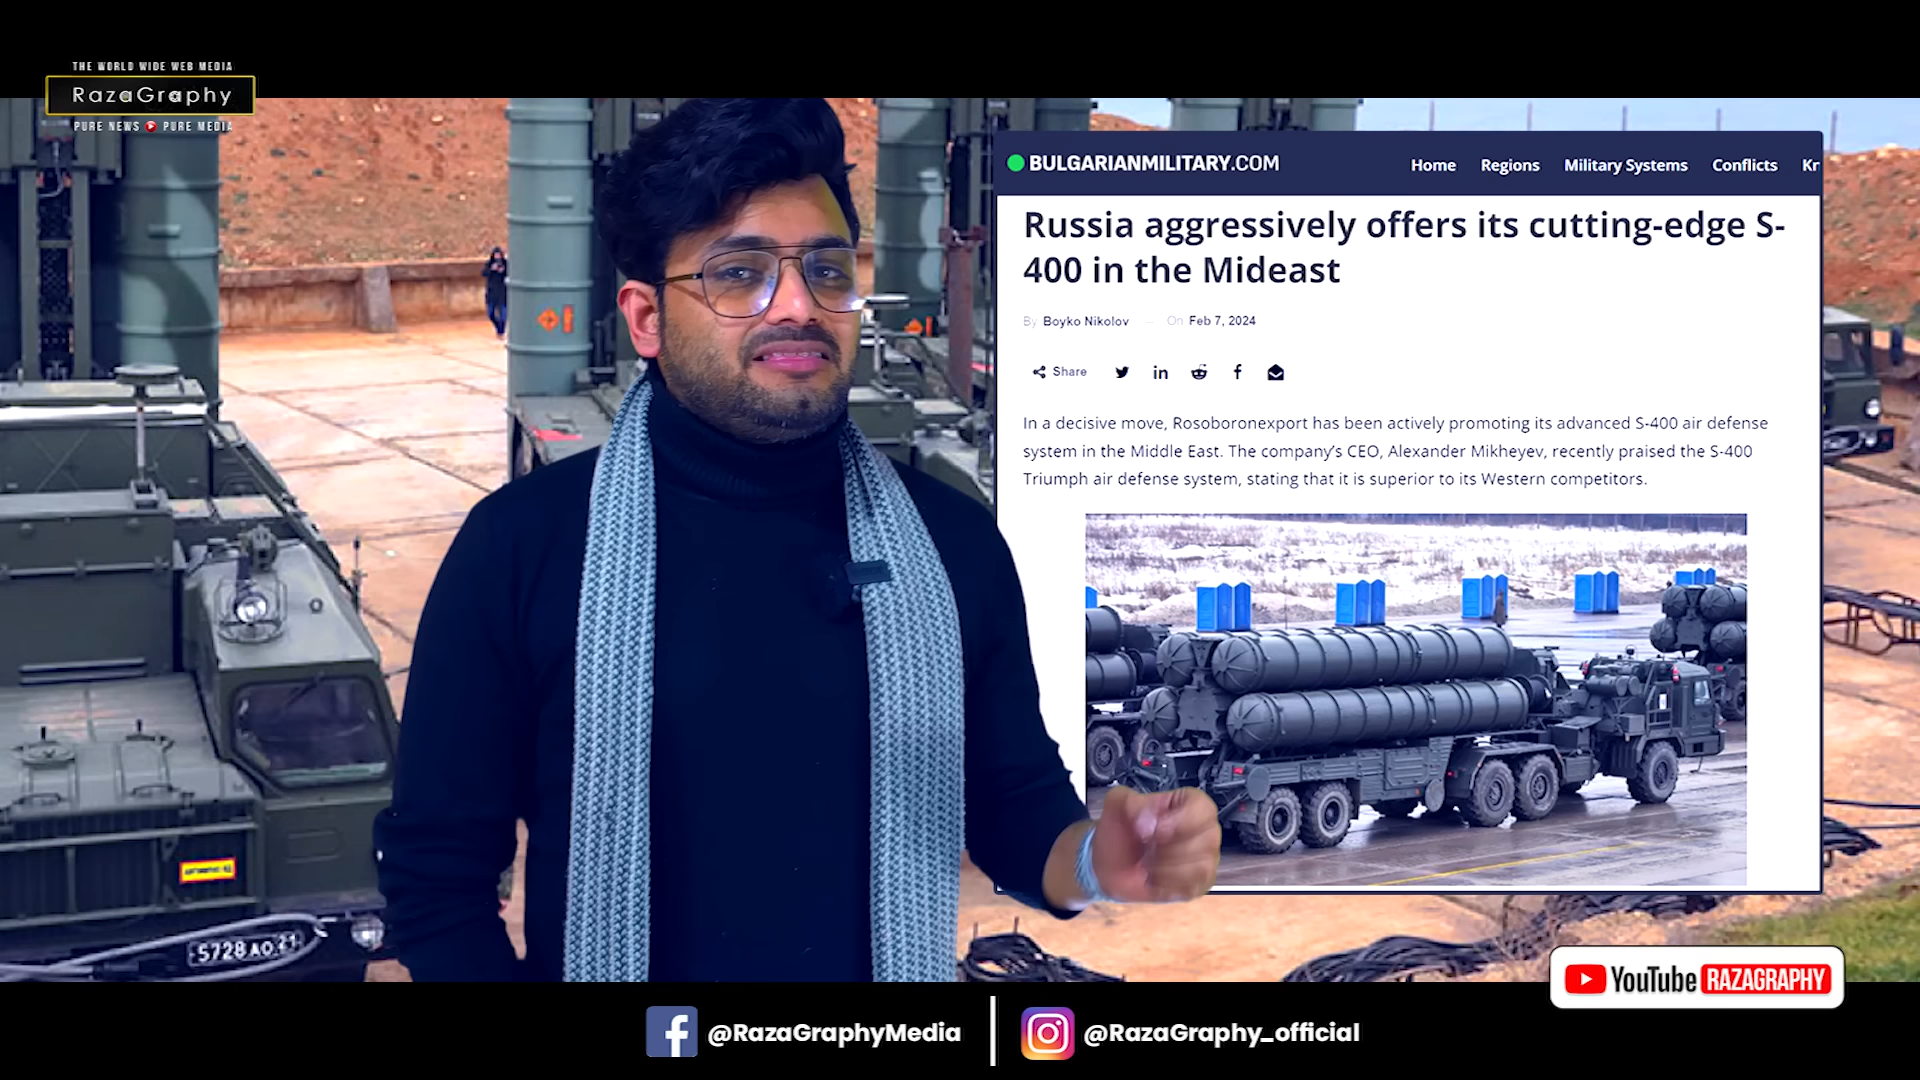 THE WORLD WIDE WEB MEDIA
RazaGraphy
PURE NEWS PURE MEDIA
BULGARIANMILITARY.COM
Home Regions Military Systems Conflicts Kr
Russia aggressively offers its cutting-edge S-
400 in the Mideast
By Boyko Nikolov — On Feb 7, 2024
Share
In a decisive move, Rosoboronexport has been actively promoting its advanced S-400 air defense
system in the Middle East. The company's CEO, Alexander Mikheyev, recently praised the S-400
Triumph air defense system, stating that it is superior to its Western competitors.
5728 AO 21
YouTube RAZAGRAPHY
@RazaGraphyMedia
@RazaGraphy_official